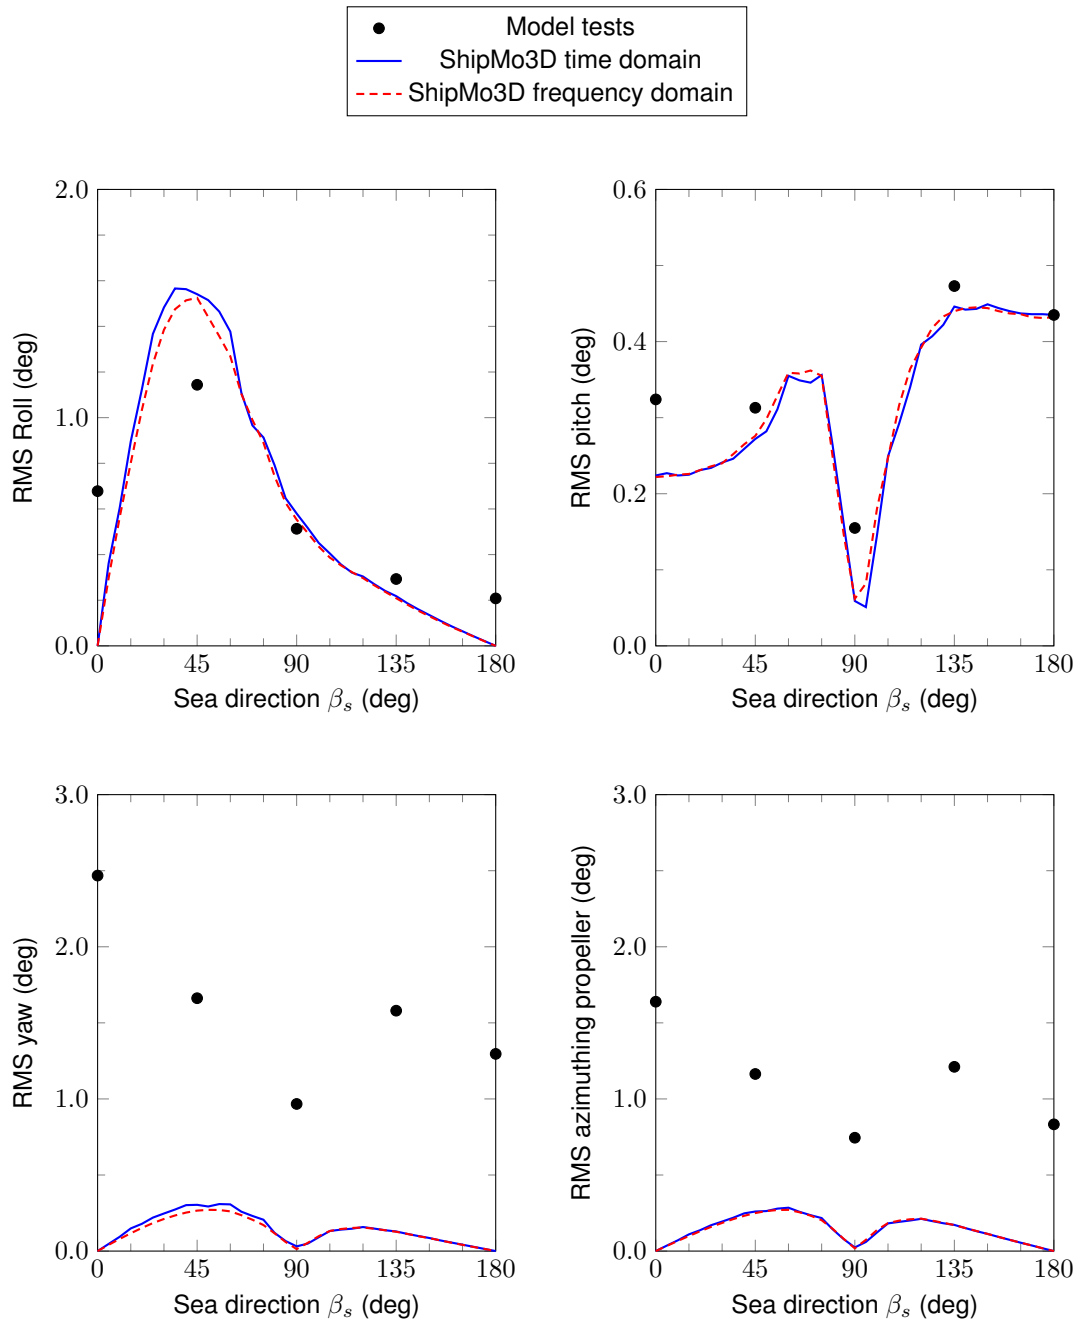 Model tests
ShipMo3D time domain
ShipMo3D frequency domain
2.0
1.0
0.0
RMS Roll (deg)
0 45 90 135 180
Sea direction βs (deg)
0.6
0.4
0.2
0.0
RMS pitch (deg)
0 45 90 135 180
Sea direction βs (deg)
3.0
2.0
1.0
0.0
RMS yaw (deg)
0 45 90 135 180
Sea direction βs (deg)
3.0
2.0
1.0
0.0
RMS azimuthing propeller (deg)
0 45 90 135 180
Sea direction βs (deg)